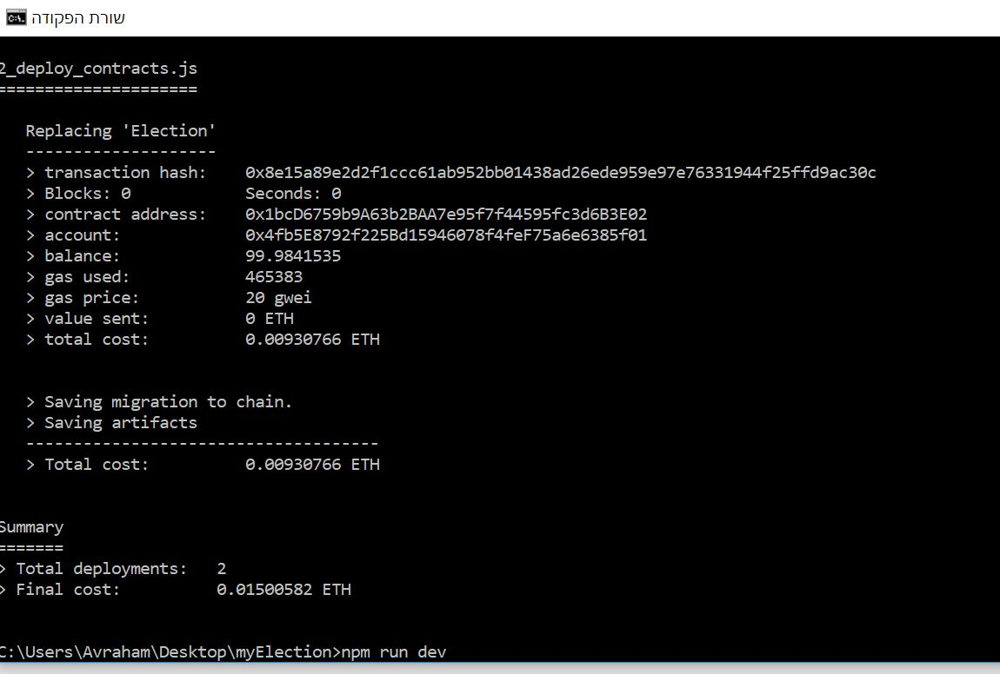 שורת הפקודה
2_deploy_contracts.js
=====================
Replacing 'Election'
--------------------
> transaction hash: 0x8e15a89e2d2f1ccc61ab952bb01438ad26ede959e97e76331944f25ffd9ac30c
> Blocks: 0 Seconds: 0
> contract address: 0x1bcD6759b9A63b2BAA7e95f7f44595fc3d6B3E02
> account: 0x4fb5E8792f225Bd15946078f4feF75a6e6385f01
> balance: 99.9841535
> gas used: 465383
> gas price: 20 gwei
> value sent: 0 ETH
> total cost: 0.00930766 ETH
> Saving migration to chain.
> Saving artifacts
-------------------------------------
> Total cost: 0.00930766 ETH
Summary
=======
> Total deployments: 2
> Final cost: 0.01500582 ETH
C:\Users\Avraham\Desktop\myElection>npm run dev